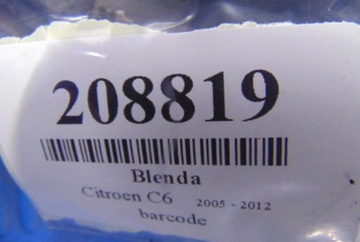 208819
Blenda
Citroen C6 2005 - 2012
barcode